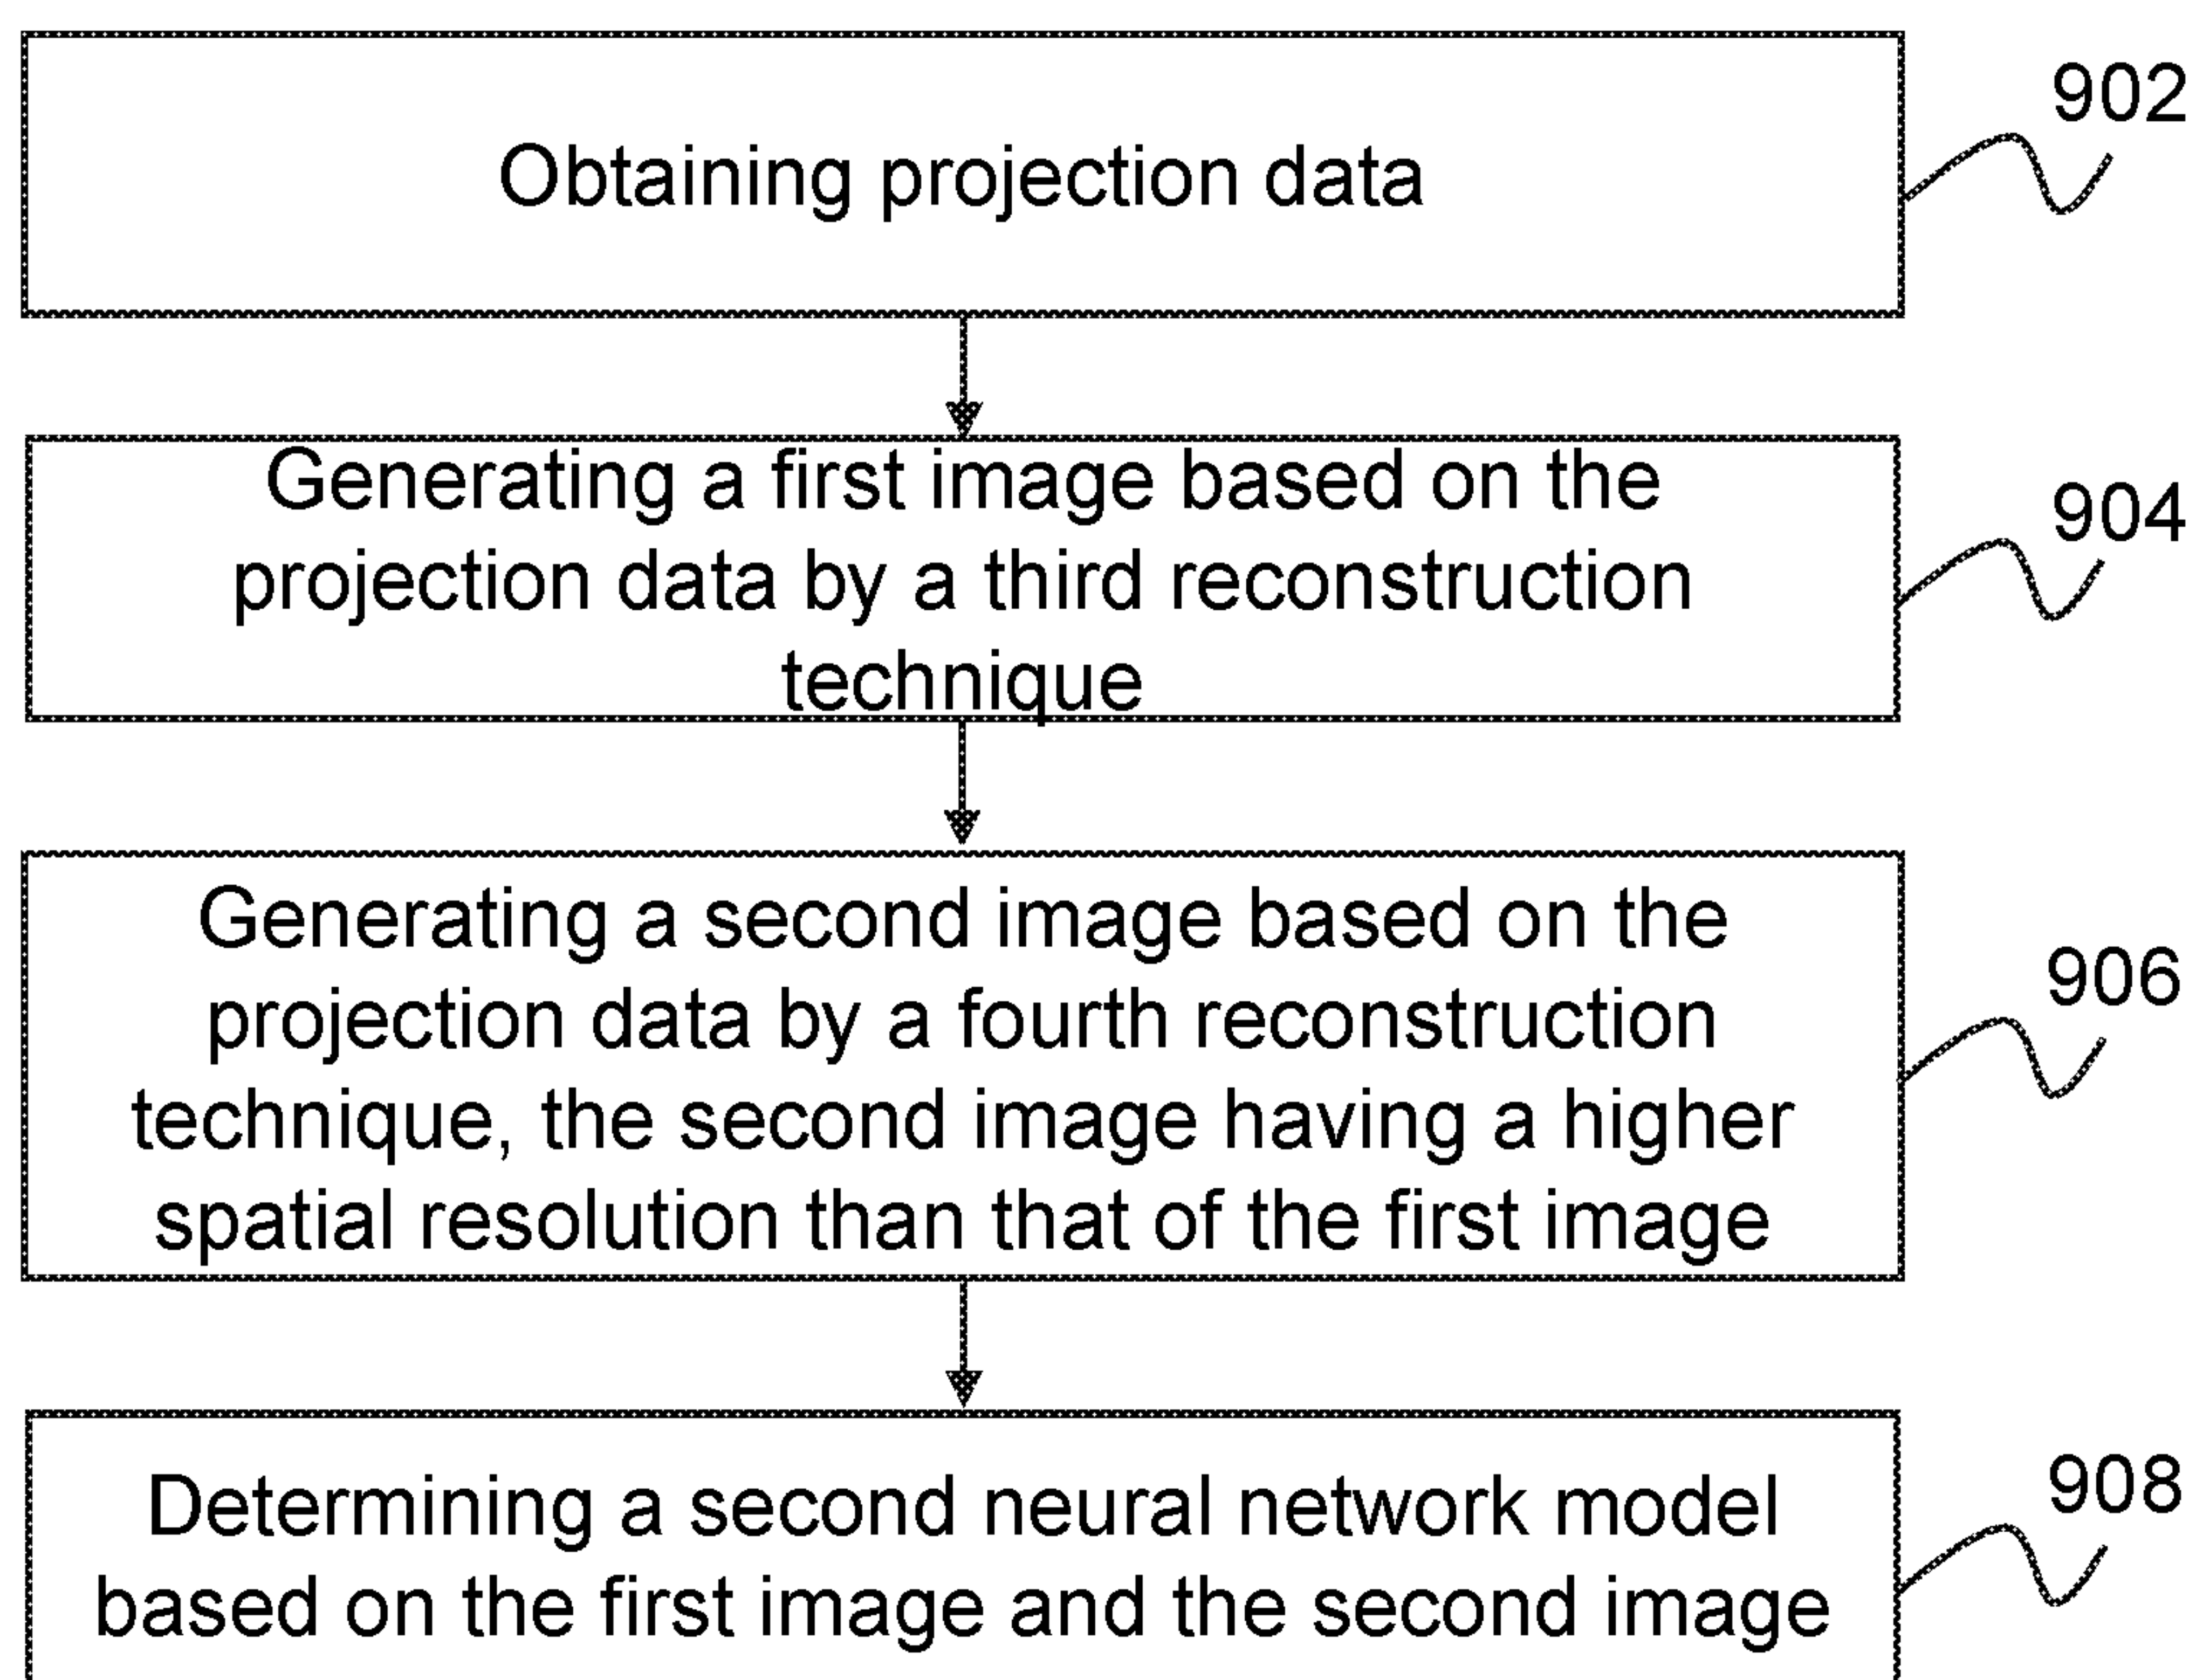 902
Obtaining projection data
904
Generating a first image based on the
projection data by a third reconstruction
technique
906
Generating a second image based on the
projection data by a fourth reconstruction
technique, the second image having a higher
spatial resolution than that of the first image
908
Determining a second neural network model
based on the first image and the second image